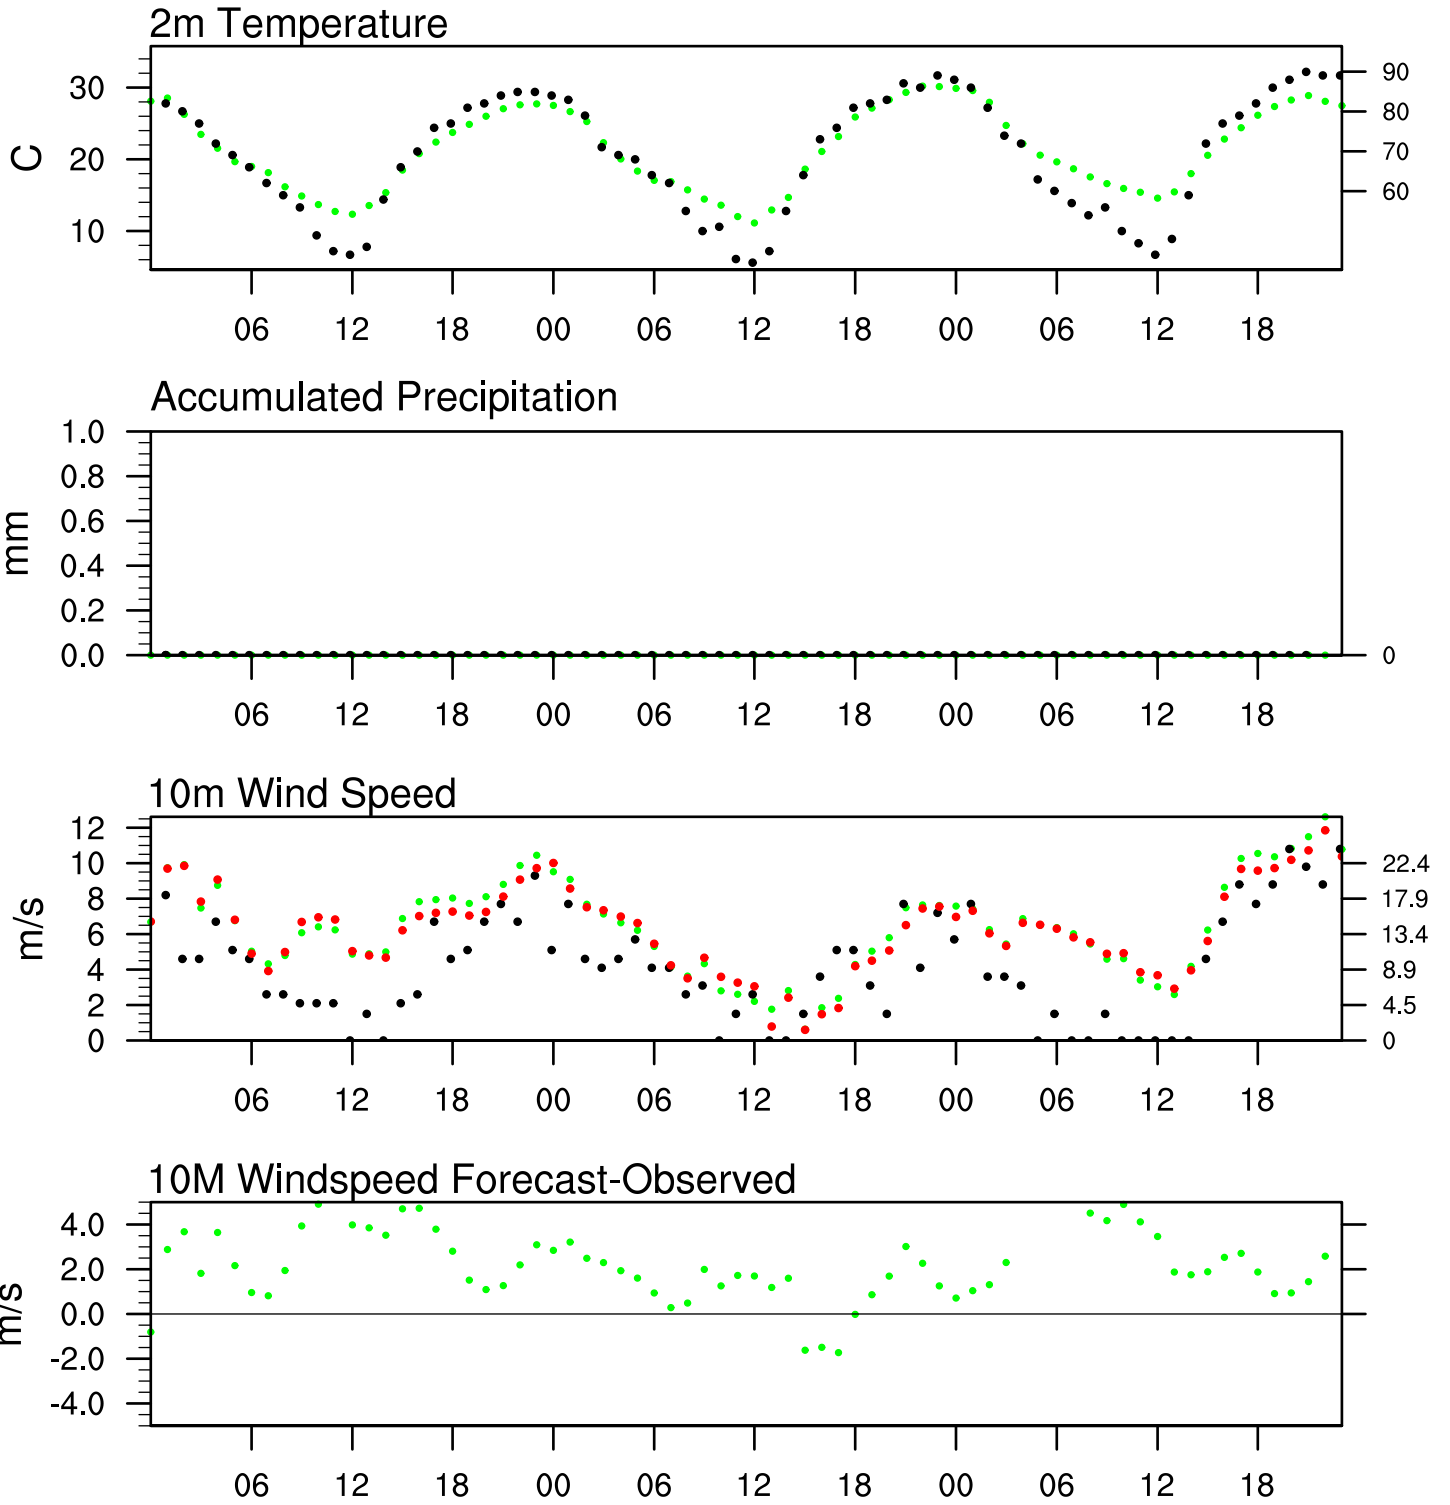 2m Temperature
30
20
10
C
90
80
70
60
06 12 18 00 06 12 18 00 06 12 18
Accumulated Precipitation
1.0
0.8
0.6
0.4
0.2
0.0
mm
0
06 12 18 00 06 12 18 00 06 12 18
10m Wind Speed
12
10
8
6
4
2
0
m/s
22.4
17.9
13.4
8.9
4.5
0
06 12 18 00 06 12 18 00 06 12 18
10M Windspeed Forecast-Observed
4.0
2.0
0.0
-2.0
-4.0
m/s
06 12 18 00 06 12 18 00 06 12 18